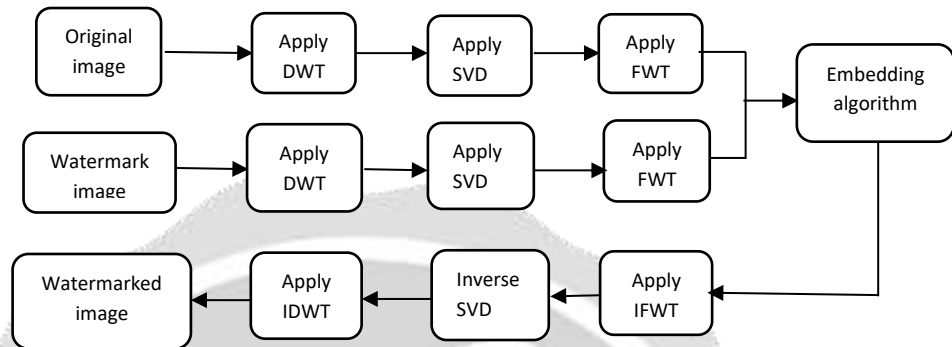 Original
image
Apply
DWT
Apply
SVD
Apply
FWT
Embedding
algorithm
Watermark
image
Apply
DWT
Apply
SVD
Apply
FWT
Watermarked
image
Apply
IDWT
Inverse
SVD
Apply
IFWT